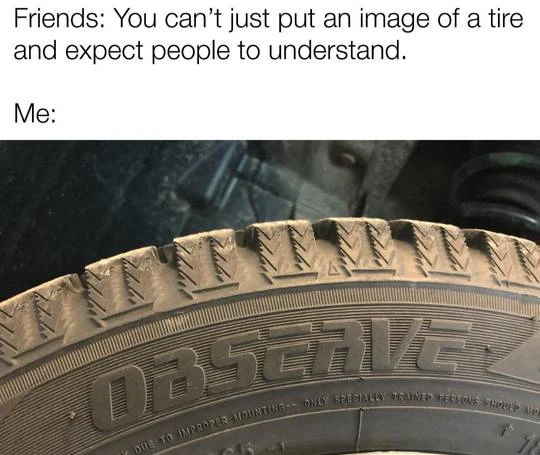 Friends: You can’t just put an image of a tire
and expect people to understand.
Me:
OBSERVE
DUE TO IMPROPER MOUNTING-- ONLY SPECIALLY TRAINED PERSONS SHOULD